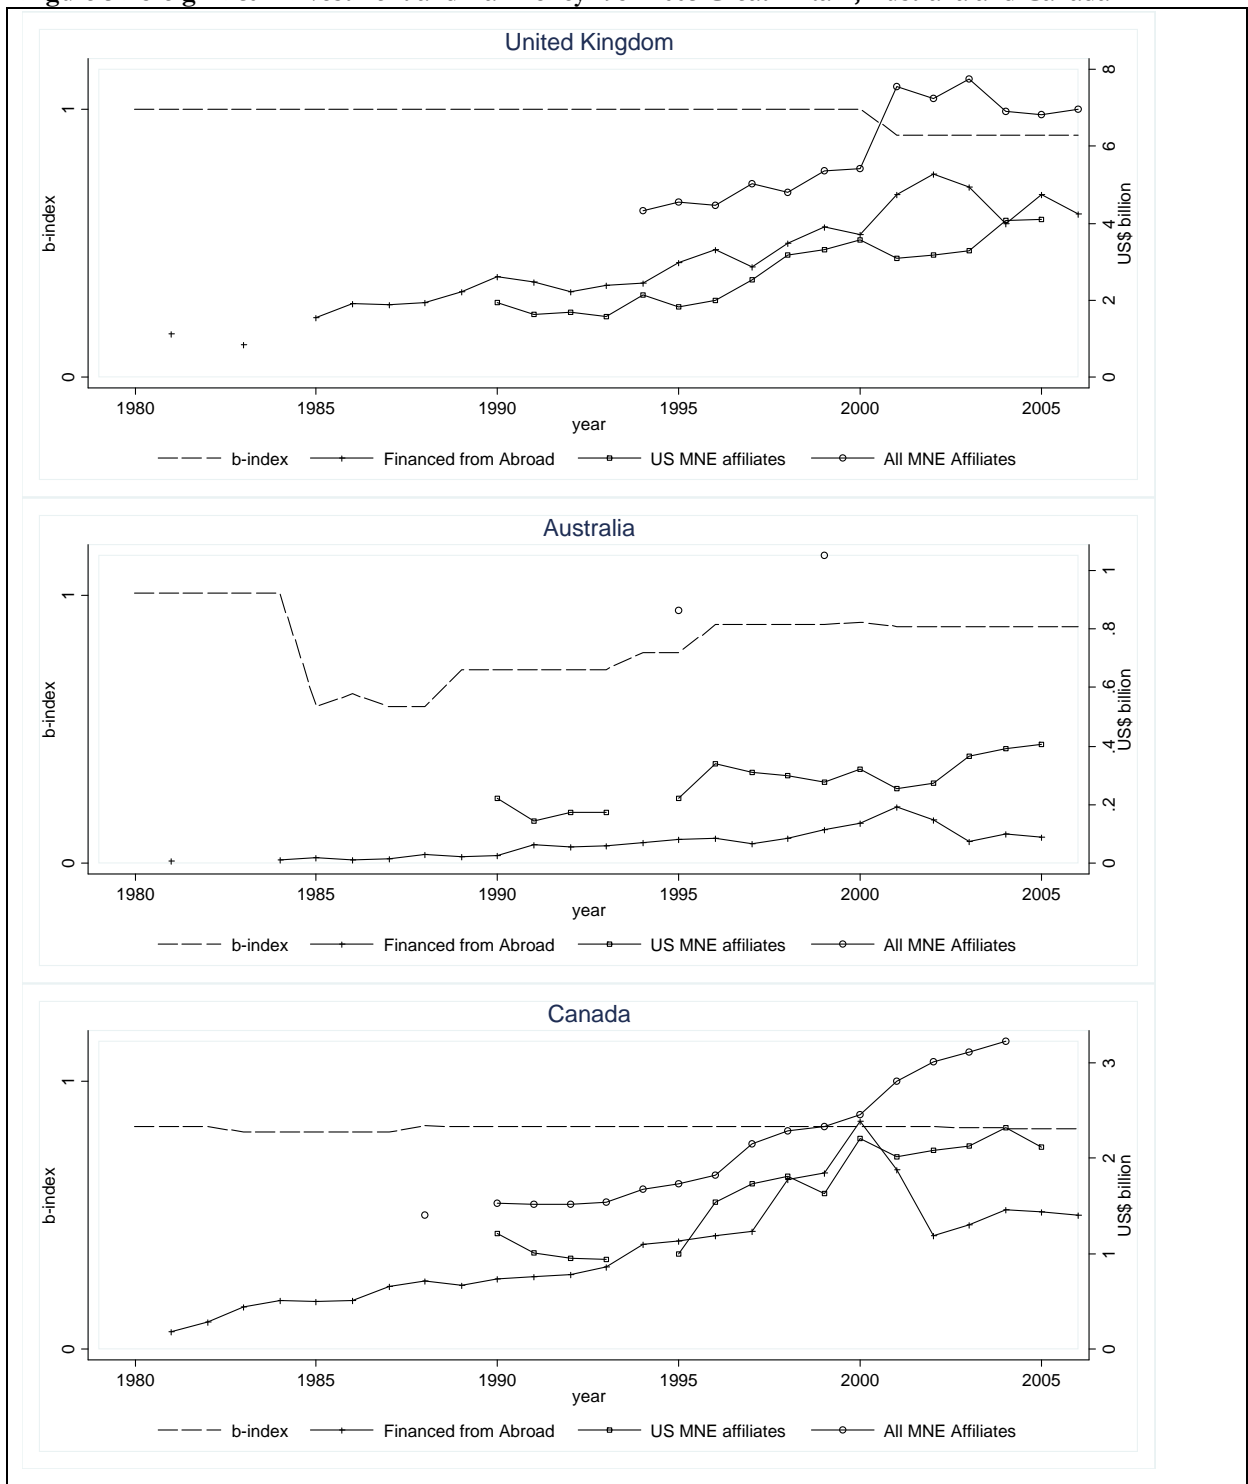 United Kingdom
1
0
b-index
8
6
4
2
0
US$ billion
1980 1985 1990 1995 2000 2005
year
b-index Financed from Abroad US MNE affiliates All MNE Affiliates
Australia
1
0
b-index
1
.8
.6
.4
.2
0
US$ billion
1980 1985 1990 1995 2000 2005
year
b-index Financed from Abroad US MNE affiliates All MNE Affiliates
Canada
1
0
b-index
3
2
1
0
US$ billion
1980 1985 1990 1995 2000 2005
year
b-index Financed from Abroad US MNE affiliates All MNE Affiliates